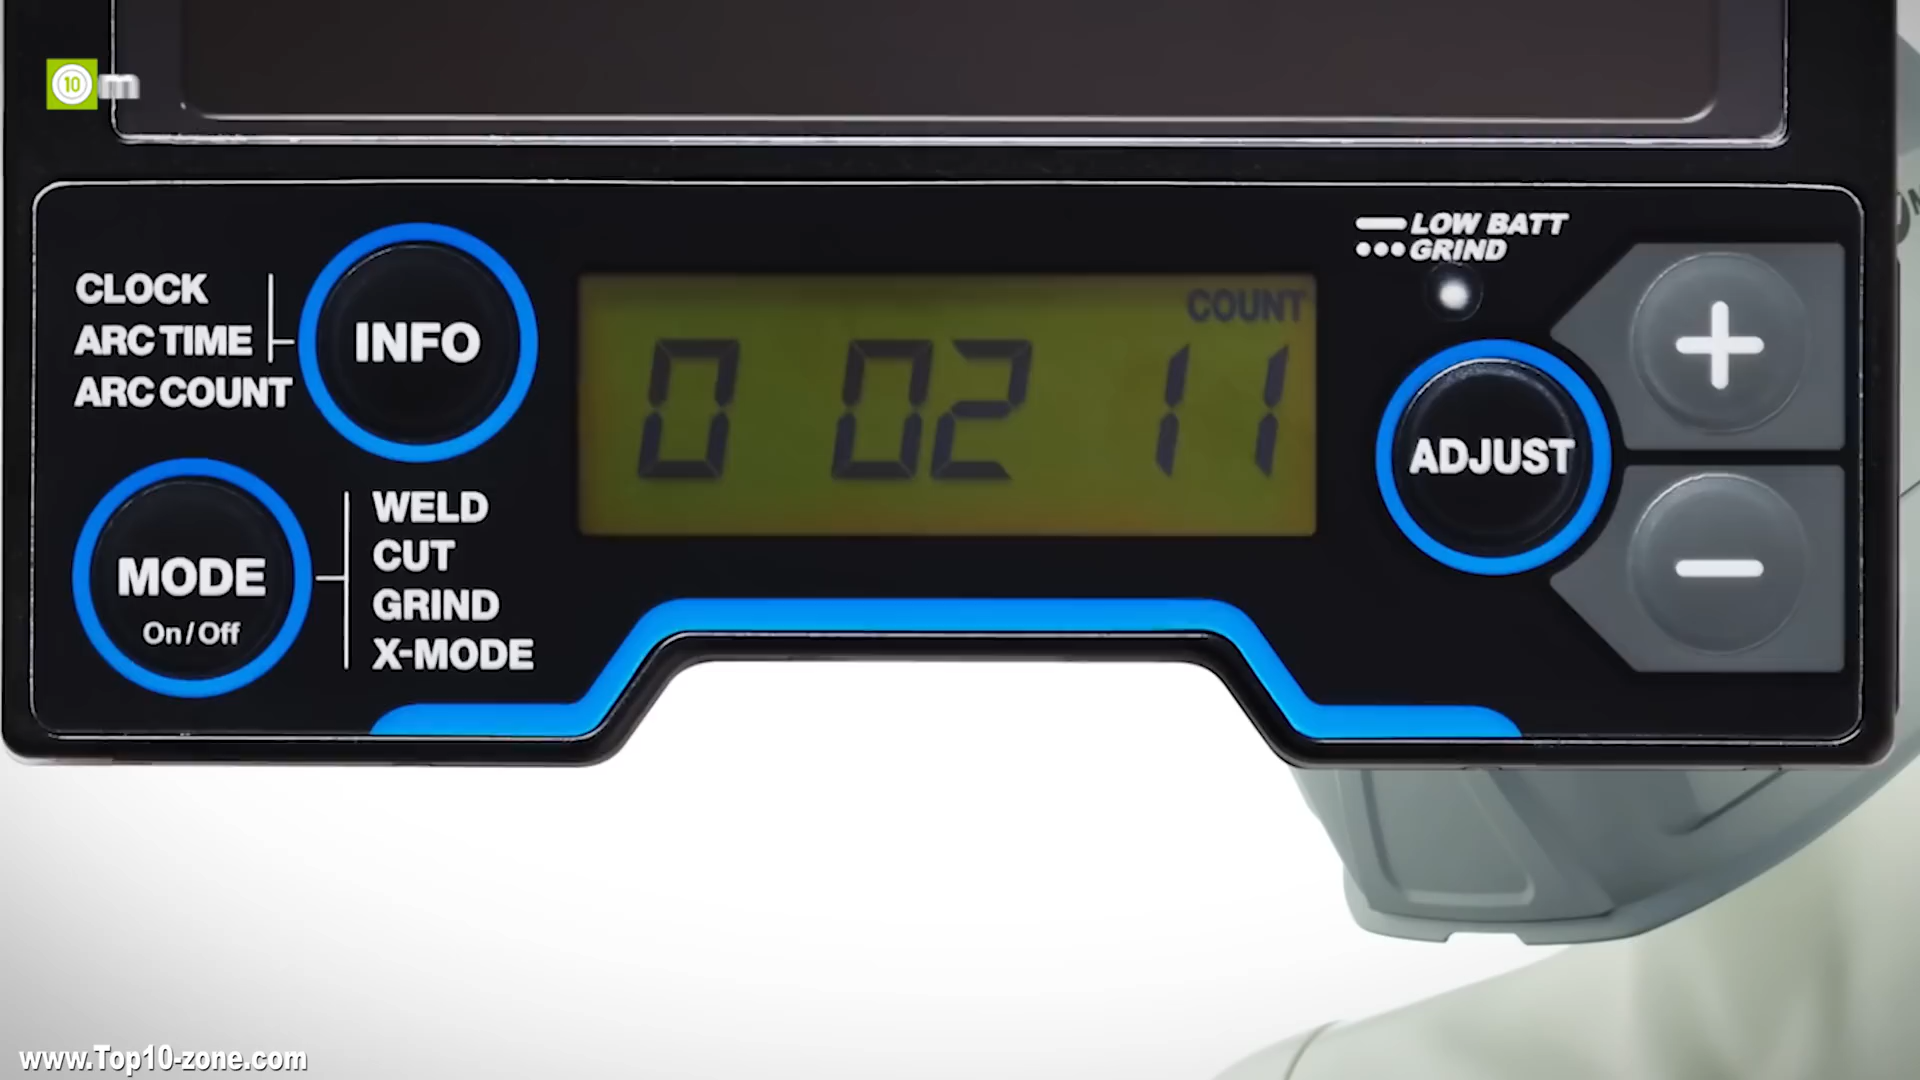 10
m
CLOCK
ARC TIME
ARC COUNT
INFO
MODE
On/Off
WELD
CUT
GRIND
X-MODE
COUNT
0 02 11
LOW BATT
GRIND
ADJUST
+
−
www.Top10-zone.com